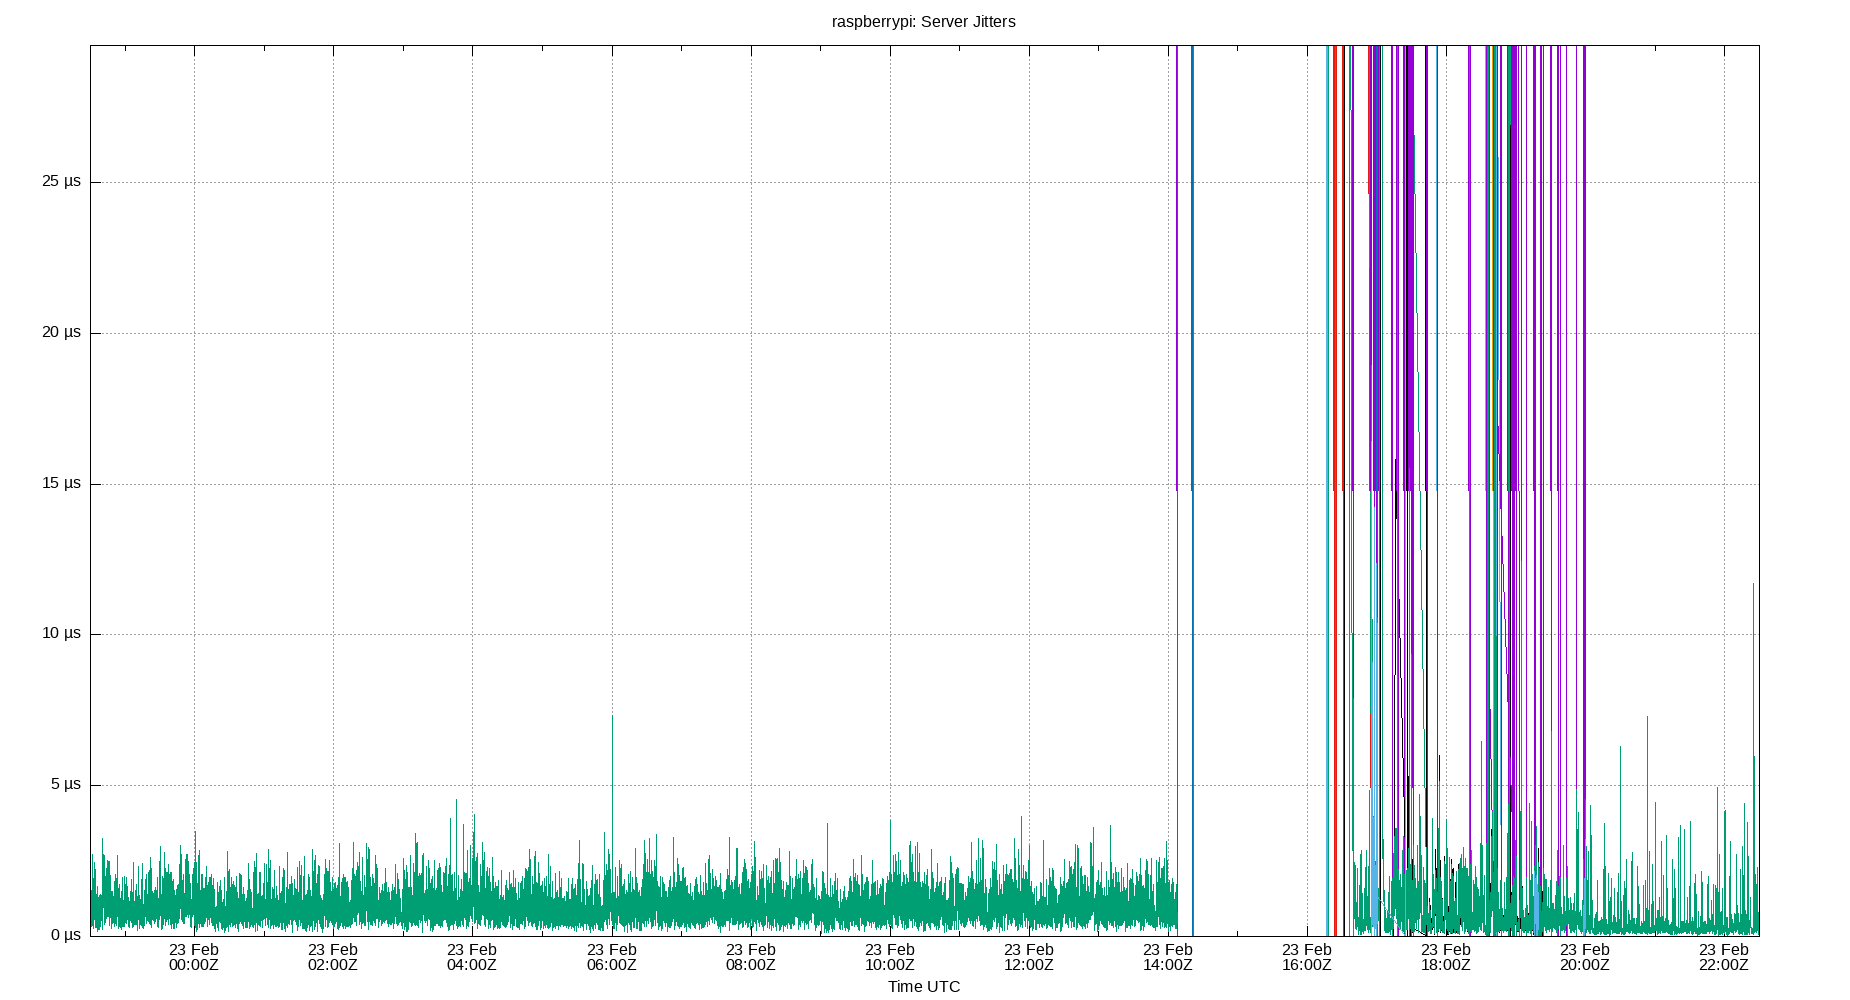 raspberrypi: Server Jitters
25 µs
20 µs
15 µs
10 µs
5 µs
0 µs
23 Feb 23 Feb 23 Feb 23 Feb 23 Feb 23 Feb 23 Feb 23 Feb 23 Feb 23 Feb 23 Feb 23 Feb
00:00Z 02:00Z 04:00Z 06:00Z 08:00Z 10:00Z 12:00Z 14:00Z 16:00Z 18:00Z 20:00Z 22:00Z
Time UTC